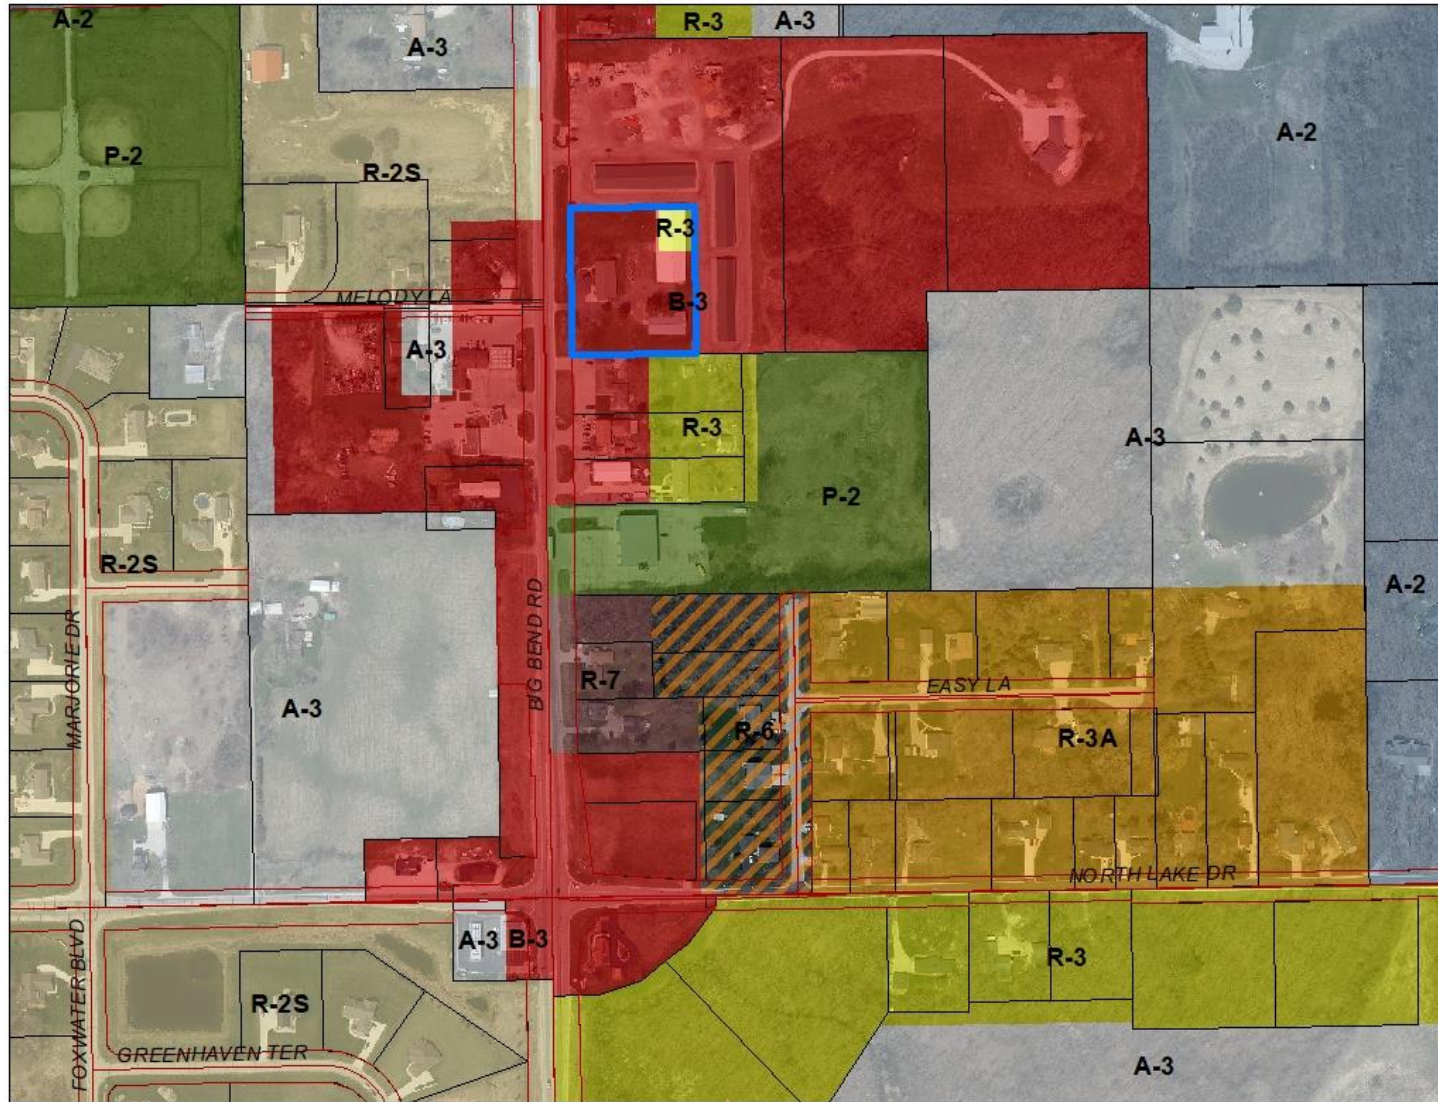 A-2
R-3
A-3
A-3
A-2
P-2
R-2S
R-3
MELODY LA
B-3
A-3
R-3
A-3
P-2
R-2S
A-2
MARJORIE DR
BIG BEND RD
R-7
EASY LA
A-3
R-6
R-3A
NORTH LAKE DR
FOXWATER BLVD
A-3
B-3
R-3
R-2S
GREENHAVEN TER
A-3